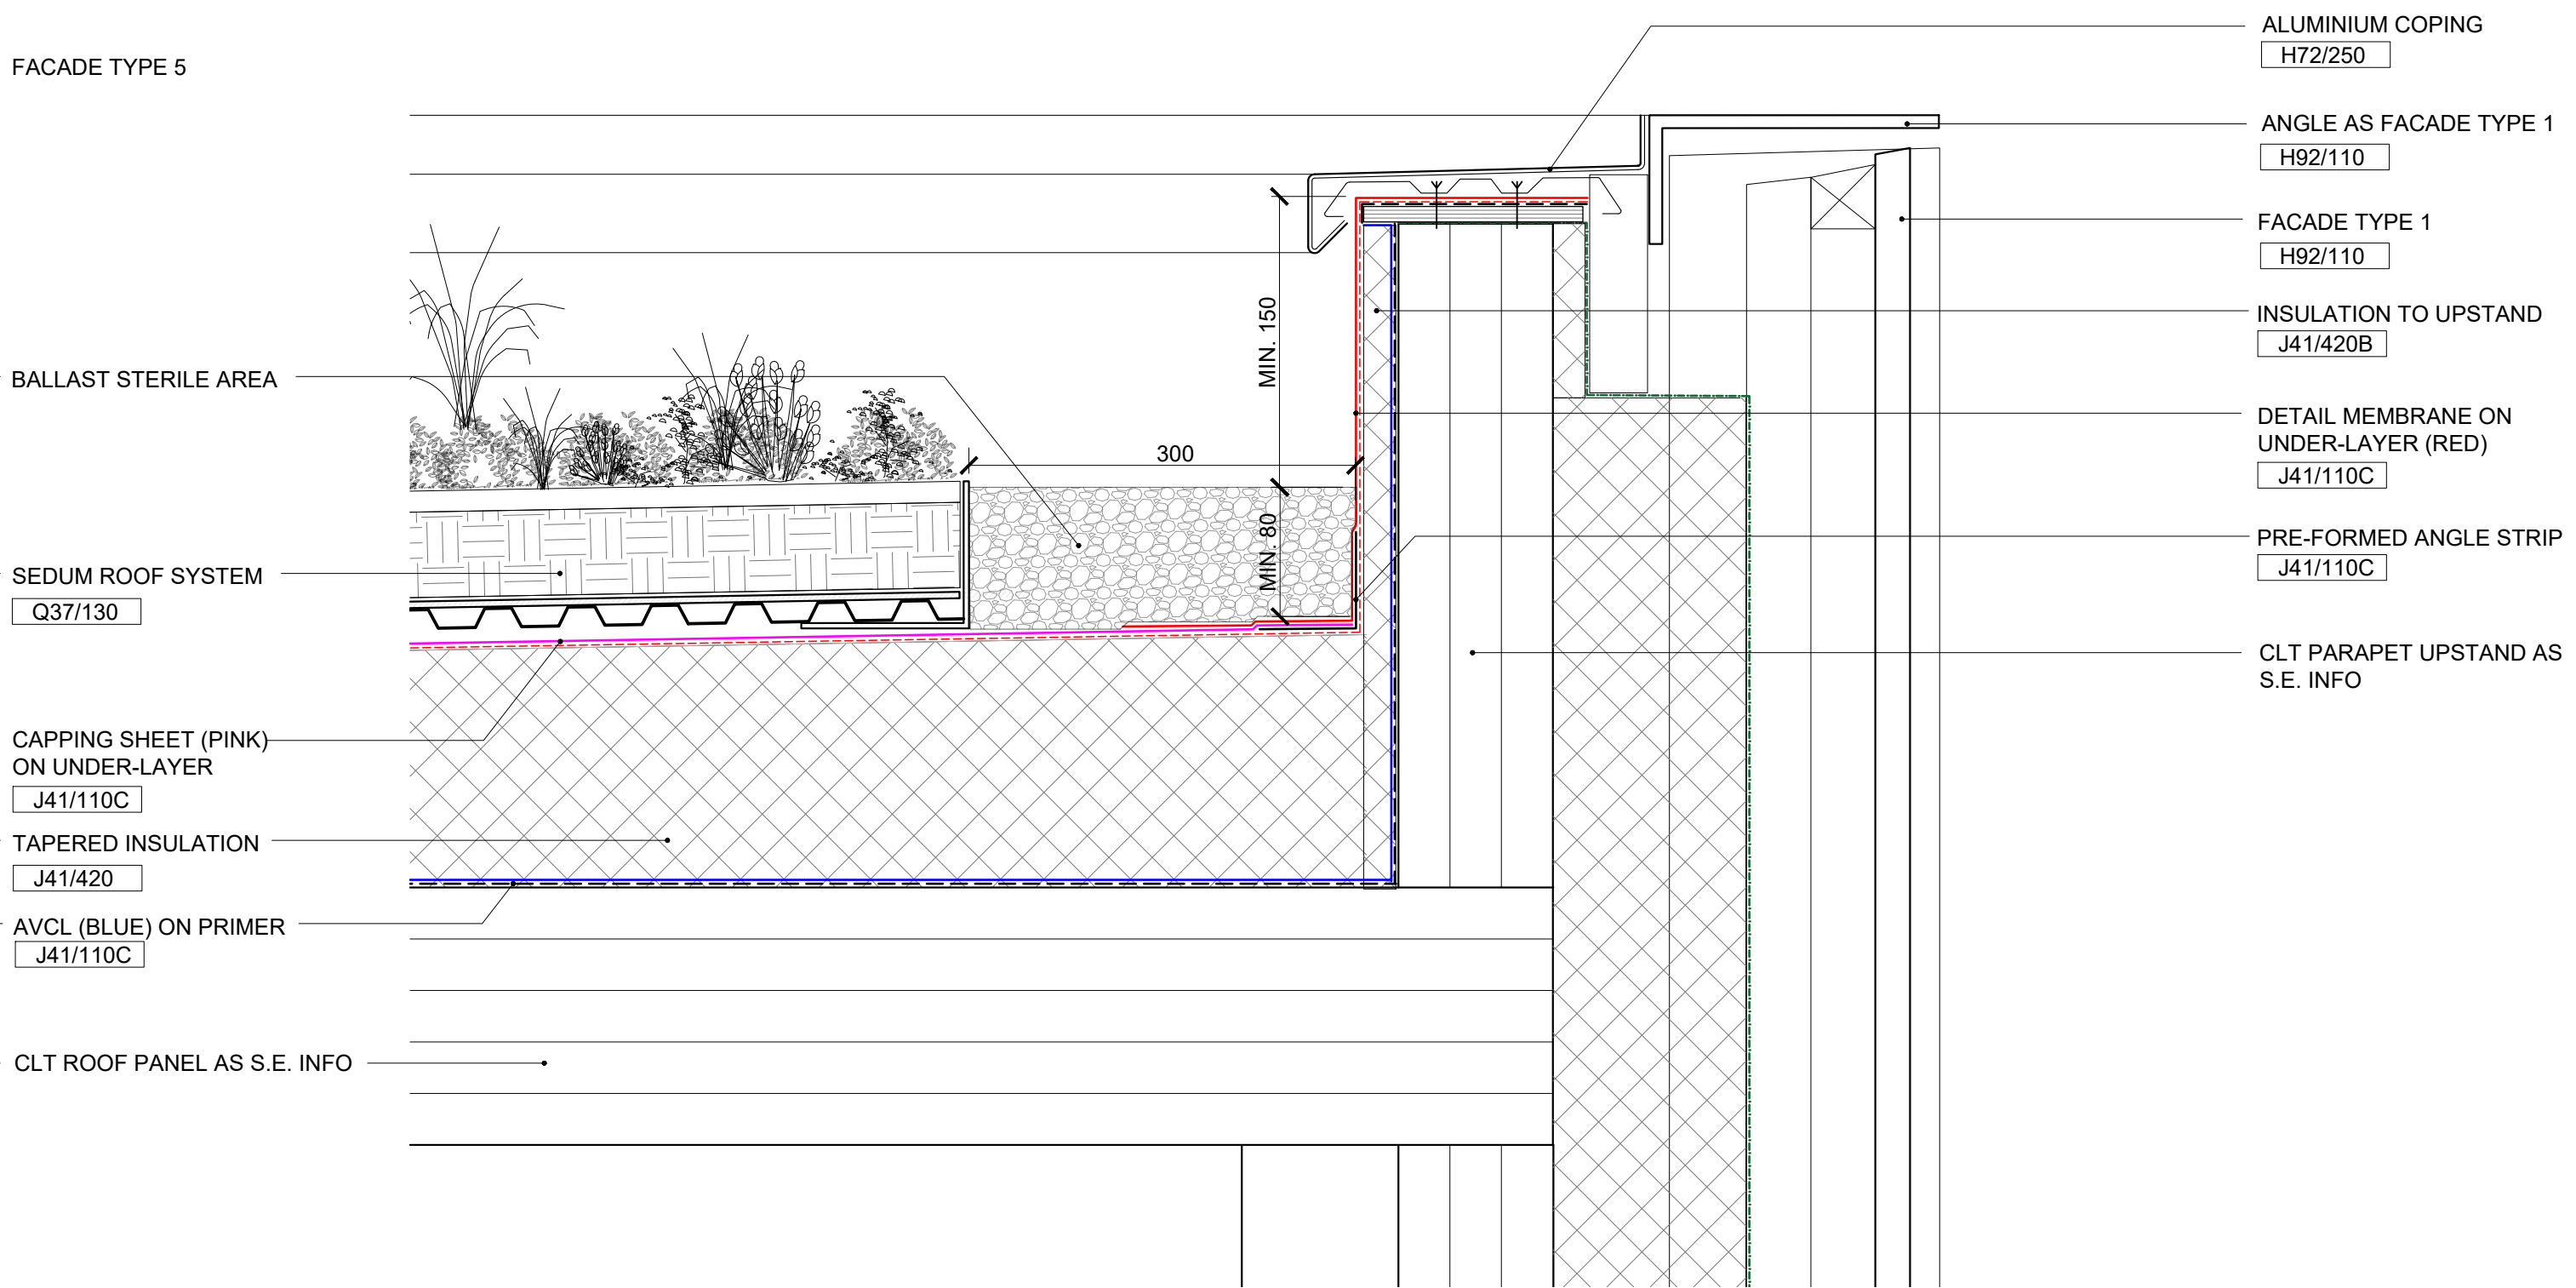 FACADE TYPE 5
BALLAST STERILE AREA
SEDUM ROOF SYSTEM
Q37/130
CAPPING SHEET (PINK)
ON UNDER-LAYER
J41/110C
TAPERED INSULATION
J41/420
AVCL (BLUE) ON PRIMER
J41/110C
CLT ROOF PANEL AS S.E. INFO
MIN. 150
300
MIN. 80
ALUMINIUM COPING
H72/250
ANGLE AS FACADE TYPE 1
H92/110
FACADE TYPE 1
H92/110
INSULATION TO UPSTAND
J41/420B
DETAIL MEMBRANE ON
UNDER-LAYER (RED)
J41/110C
PRE-FORMED ANGLE STRIP
J41/110C
CLT PARAPET UPSTAND AS
S.E. INFO